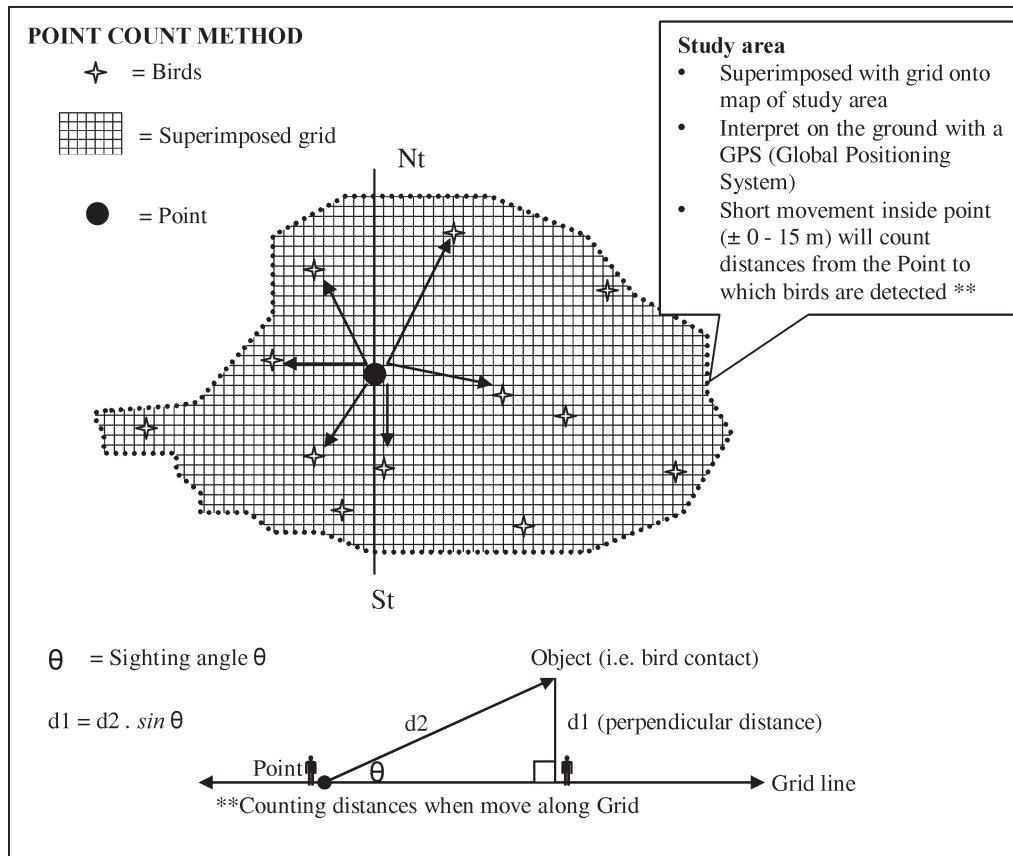 POINT COUNT METHOD
= Birds
= Superimposed grid
= Point
Study area
• Superimposed with grid onto
map of study area
• Interpret on the ground with a
GPS (Global Positioning
System)
• Short movement inside point
(± 0 - 15 m) will count
distances from the Point to
which birds are detected **
Nt
St
θ = Sighting angle θ
d1 = d2 . sin θ
Object (i.e. bird contact)
d2
d1 (perpendicular distance)
Point
θ
Grid line
**Counting distances when move along Grid